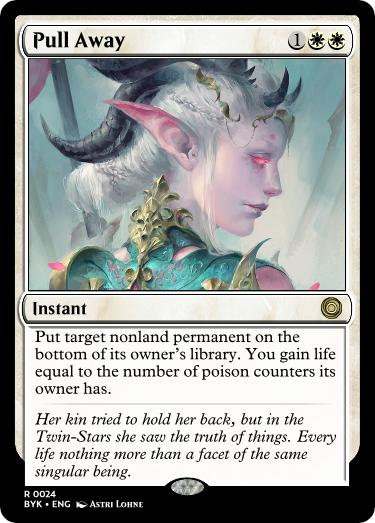 Pull Away 1
Instant
Put target nonland permanent on the
bottom of its owner's library. You gain life
equal to the number of poison counters its
owner has.
Her kin tried to hold her back, but in the
Twin-Stars she saw the truth of things. Every
life nothing more than a facet of the same
singular being.
R 0024
BYK • ENG Astri Lohne